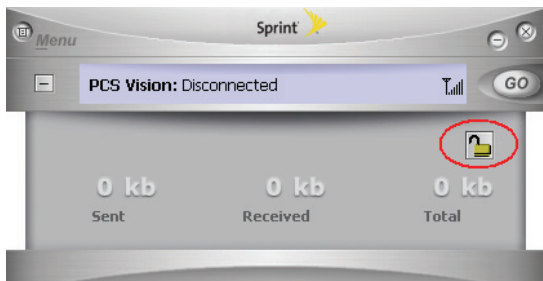 Sprint
Menu
PCS Vision: Disconnected
GO
0 kb
0 kb
0 kb
Sent
Received
Total